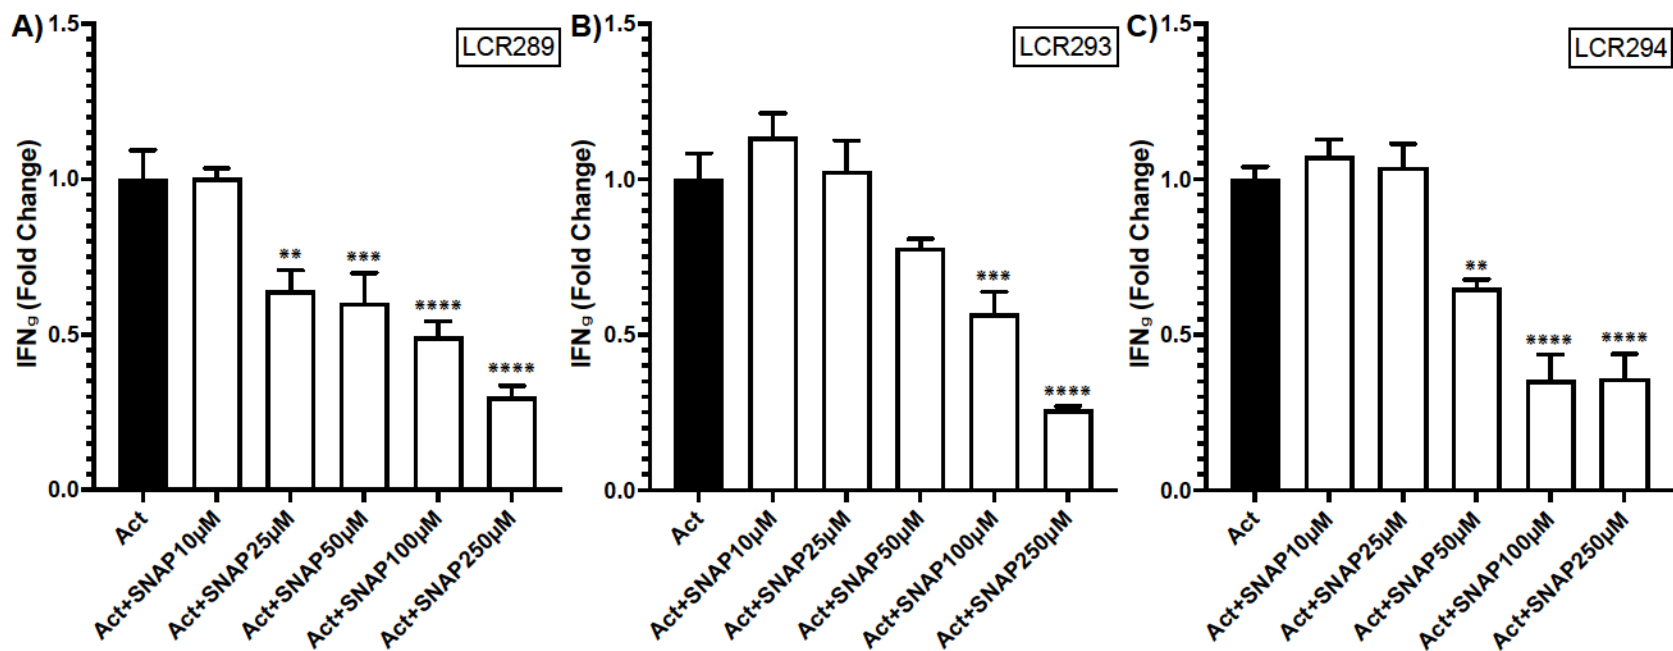 A)
LCR289
IFNg (Fold Change)
1.5
1.0
0.5
0.0
**
***
****
****
Act
Act+SNAP10µM
Act+SNAP25µM
Act+SNAP50µM
Act+SNAP100µM
Act+SNAP250µM
B)
LCR293
IFNg (Fold Change)
1.5
1.0
0.5
0.0
***
****
Act
Act+SNAP10µM
Act+SNAP25µM
Act+SNAP50µM
Act+SNAP100µM
Act+SNAP250µM
C)
LCR294
IFNg (Fold Change)
1.5
1.0
0.5
0.0
**
****
****
Act
Act+SNAP10µM
Act+SNAP25µM
Act+SNAP50µM
Act+SNAP100µM
Act+SNAP250µM